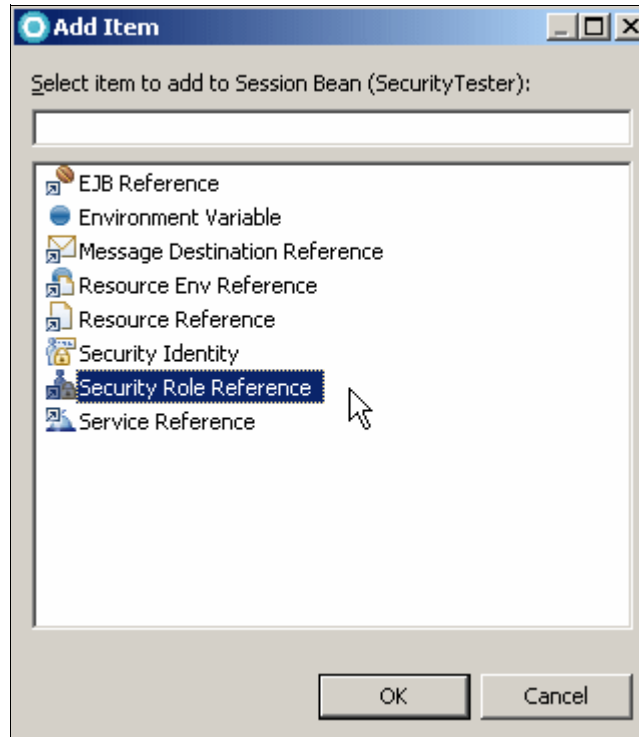 Add Item
Select item to add to Session Bean (SecurityTester):
EJB Reference
Environment Variable
Message Destination Reference
Resource Env Reference
Resource Reference
Security Identity
Security Role Reference
Service Reference
OK
Cancel